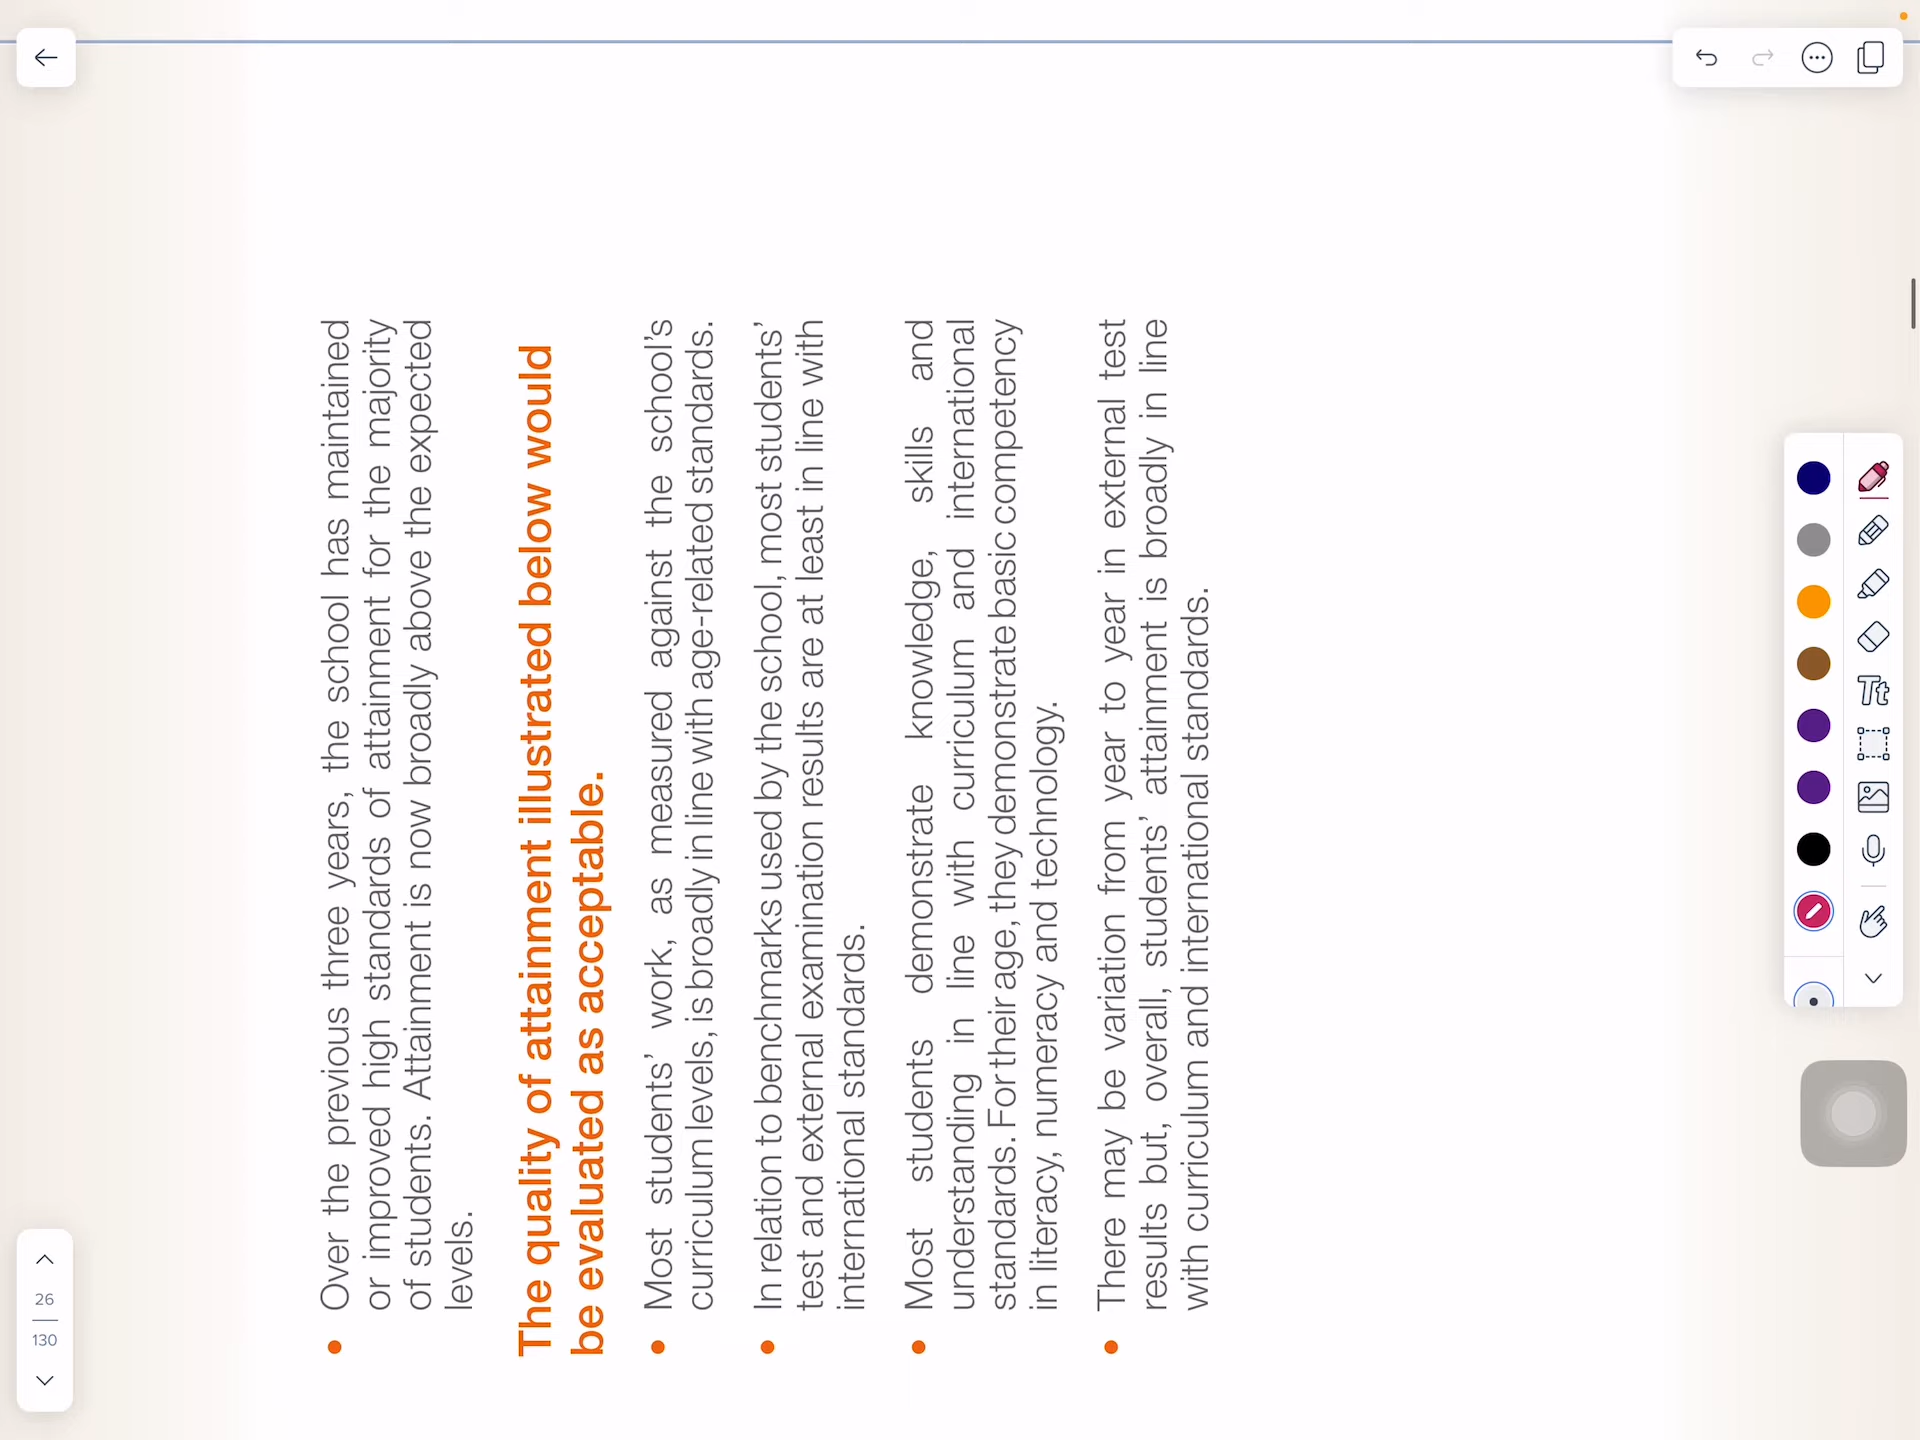 • Over the previous three years, the school has maintained
or improved high standards of attainment for the majority
of students. Attainment is now broadly above the expected
levels.
The quality of attainment illustrated below would
be evaluated as acceptable.
• Most students’ work, as measured against the school’s
curriculum levels, is broadly in line with age-related standards.
• In relation to benchmarks used by the school, most students’
test and external examination results are at least in line with
international standards.
• Most students demonstrate knowledge, skills and
understanding in line with curriculum and international
standards. For their age, they demonstrate basic competency
in literacy, numeracy and technology.
• There may be variation from year to year in external test
results but, overall, students’ attainment is broadly in line
with curriculum and international standards.
26
130
Tt